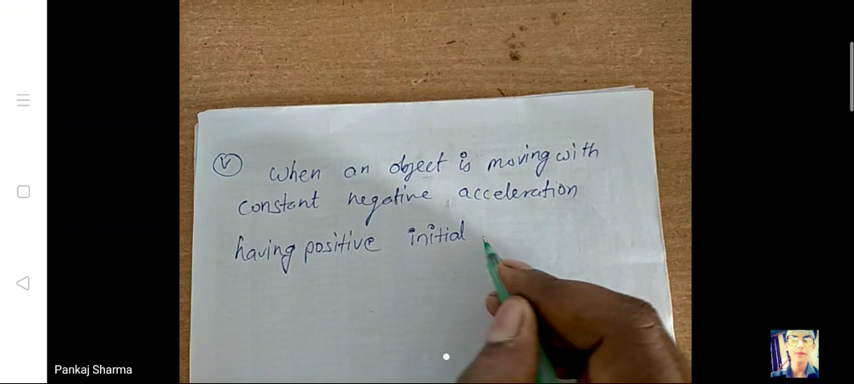 (V) When an object is moving with
constant negative acceleration
having positive initial
Pankaj Sharma